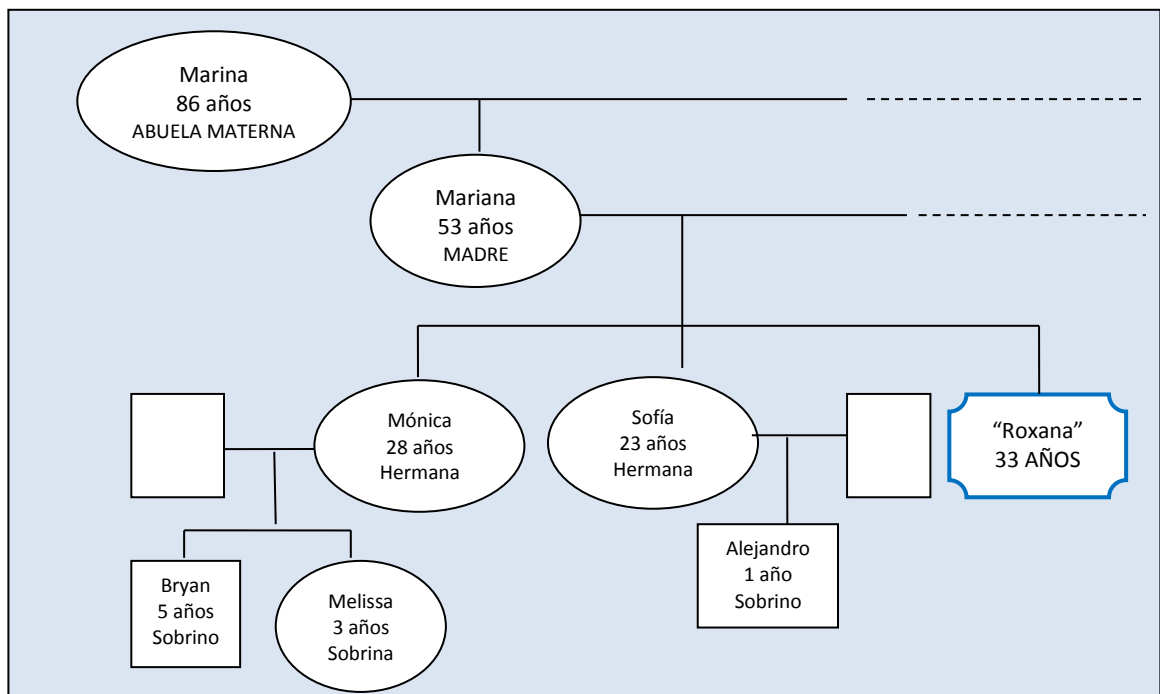 Marina
86 años
ABUELA MATERNA
Mariana
53 años
MADRE
Mónica
28 años
Hermana
Sofía
23 años
Hermana
“Roxana”
33 AÑOS
Bryan
5 años
Sobrino
Melissa
3 años
Sobrina
Alejandro
1 año
Sobrino